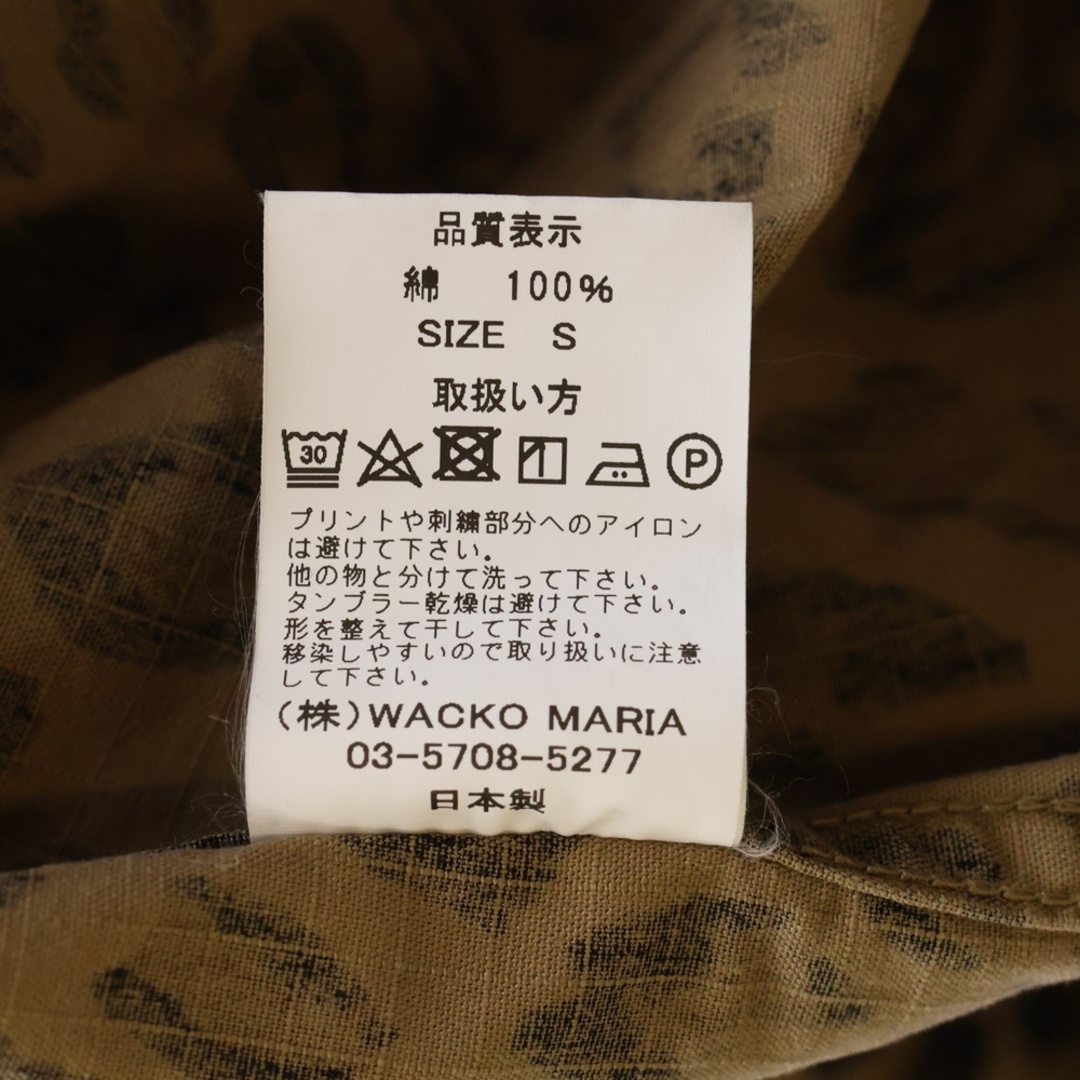 品質表示
綿 100%
SIZE S
取扱い方
30 P
プリントや刺繍部分へのアイロン
は避けて下さい。
他の物と分けて洗って下さい。
タンブラー乾燥は避けて下さい。
形を整えて干して下さい。
移染しやすいので取り扱いに注意
して下さい。
(株)WACKO MARIA
03-5708-5277
日本製